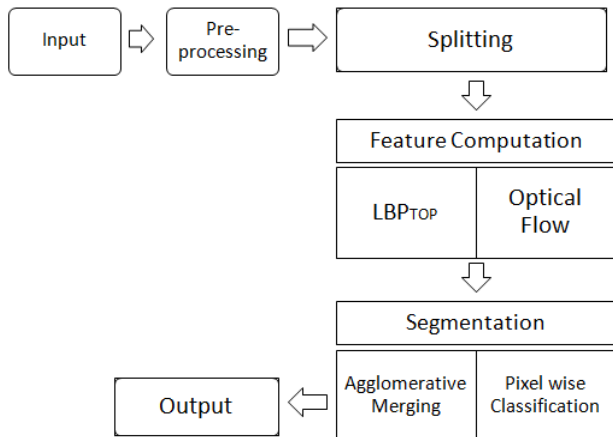 Input
Pre-
processing
Splitting
Feature Computation
LBPTOP
Optical
Flow
Segmentation
Agglomerative
Merging
Pixel wise
Classification
Output